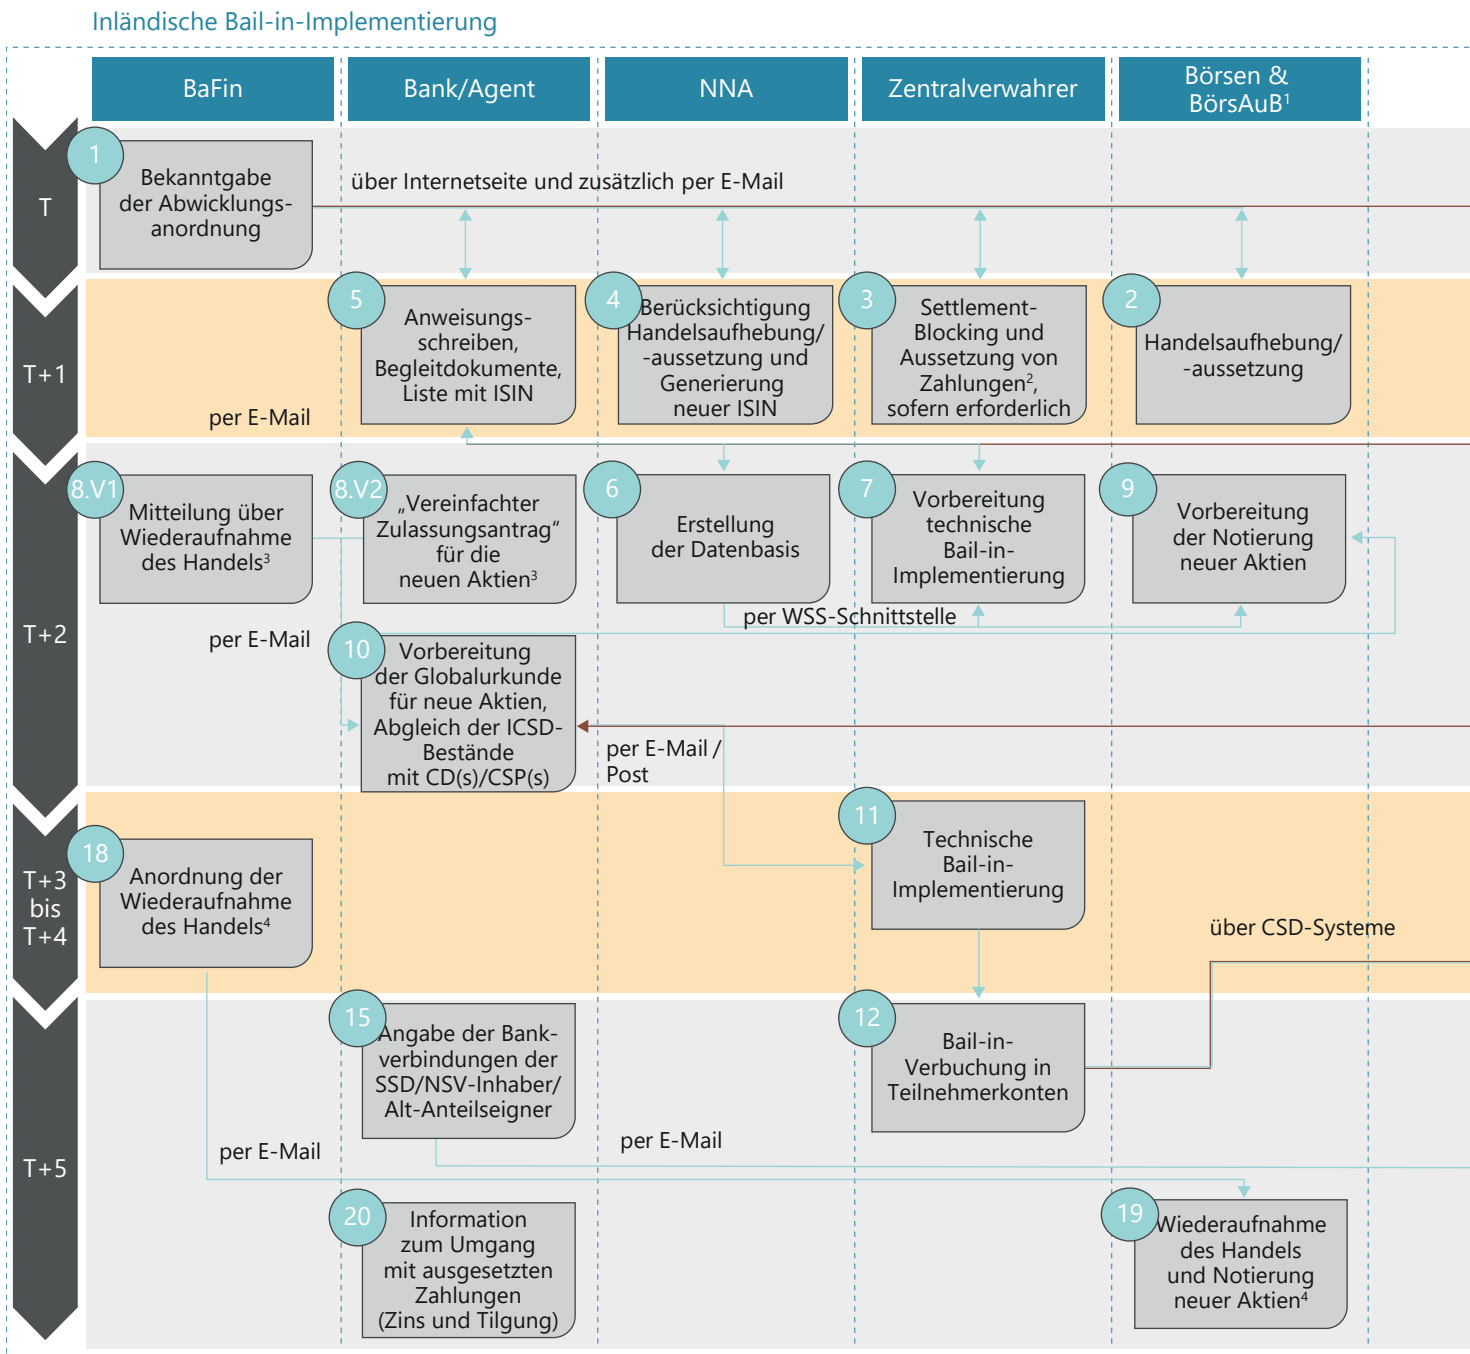 Inländische Bail-in-Implementierung
BaFin
Bank/Agent
NNA
Zentralverwahrer
Börsen &
BörsAuB¹
T
1
Bekanntgabe
der Abwicklungs-
anordnung
über Internetseite und zusätzlich per E-Mail
T+1
5
Anweisungs-
schreiben,
Begleitdokumente,
Liste mit ISIN
4
Berücksichtigung
Handelsaufhebung/
-aussetzung und
Generierung
neuer ISIN
3
Settlement-
Blocking und
Aussetzung von
Zahlungen²,
sofern erforderlich
2
Handelsaufhebung/
-aussetzung
per E-Mail
T+2
8.V1
Mitteilung über
Wiederaufnahme
des Handels³
8.V2
„Vereinfachter
Zulassungsantrag“
für die
neuen Aktien³
6
Erstellung
der Datenbasis
7
Vorbereitung
technische
Bail-in-
Implementierung
9
Vorbereitung
der Notierung
neuer Aktien
per WSS-Schnittstelle
per E-Mail
10
Vorbereitung
der Globalurkunde
für neue Aktien,
Abgleich der ICSD-
Bestände
mit CD(s)/CSP(s)
per E-Mail /
Post
T+3
bis
T+4
18
Anordnung der
Wiederaufnahme
des Handels⁴
11
Technische
Bail-in-
Implementierung
über CSD-Systeme
T+5
15
Angabe der Bank-
verbindungen der
SSD/NSV-Inhaber/
Alt-Anteilseigner
12
Bail-in-
Verbuchung in
Teilnehmerkonten
per E-Mail
per E-Mail
20
Information
zum Umgang
mit ausgesetzten
Zahlungen
(Zins und Tilgung)
19
Wiederaufnahme
des Handels
und Notierung
neuer Aktien⁴